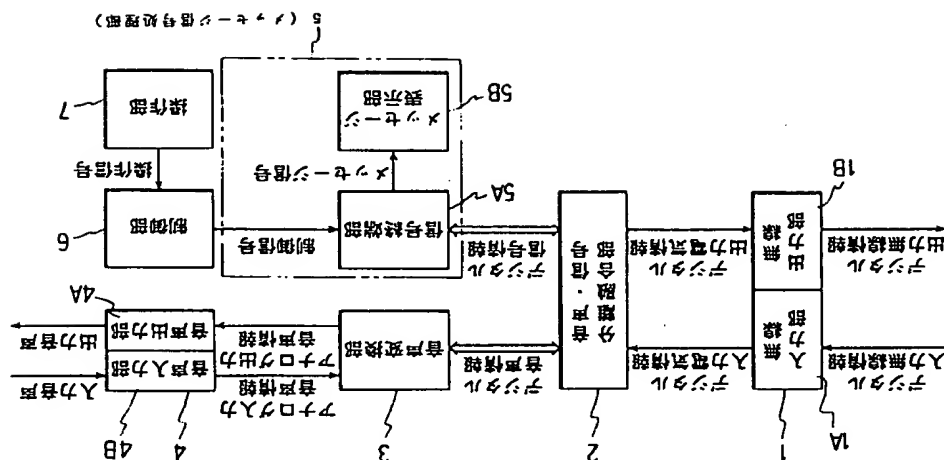 5 (メッセージ信号処理部)
7
操作部
操作信号
6
制御部
制御信号
メッセージ
表示部
5B
メッセージ信号
5A
信号終端部
デジタル
信号情報
音声・信号
分離融合部
2
デジタル
出力電気情報
1B
無線
出力部
デジタル
出力無線情報
4A
音声出力部
出力音声
アナログ出力
音声情報
音声変換部
3
デジタル
音声情報
デジタル
入力電気情報
無線
入力部
デジタル
入力無線情報
音声入力部
入力音声
アナログ入力
音声情報
4B
4
1
1A